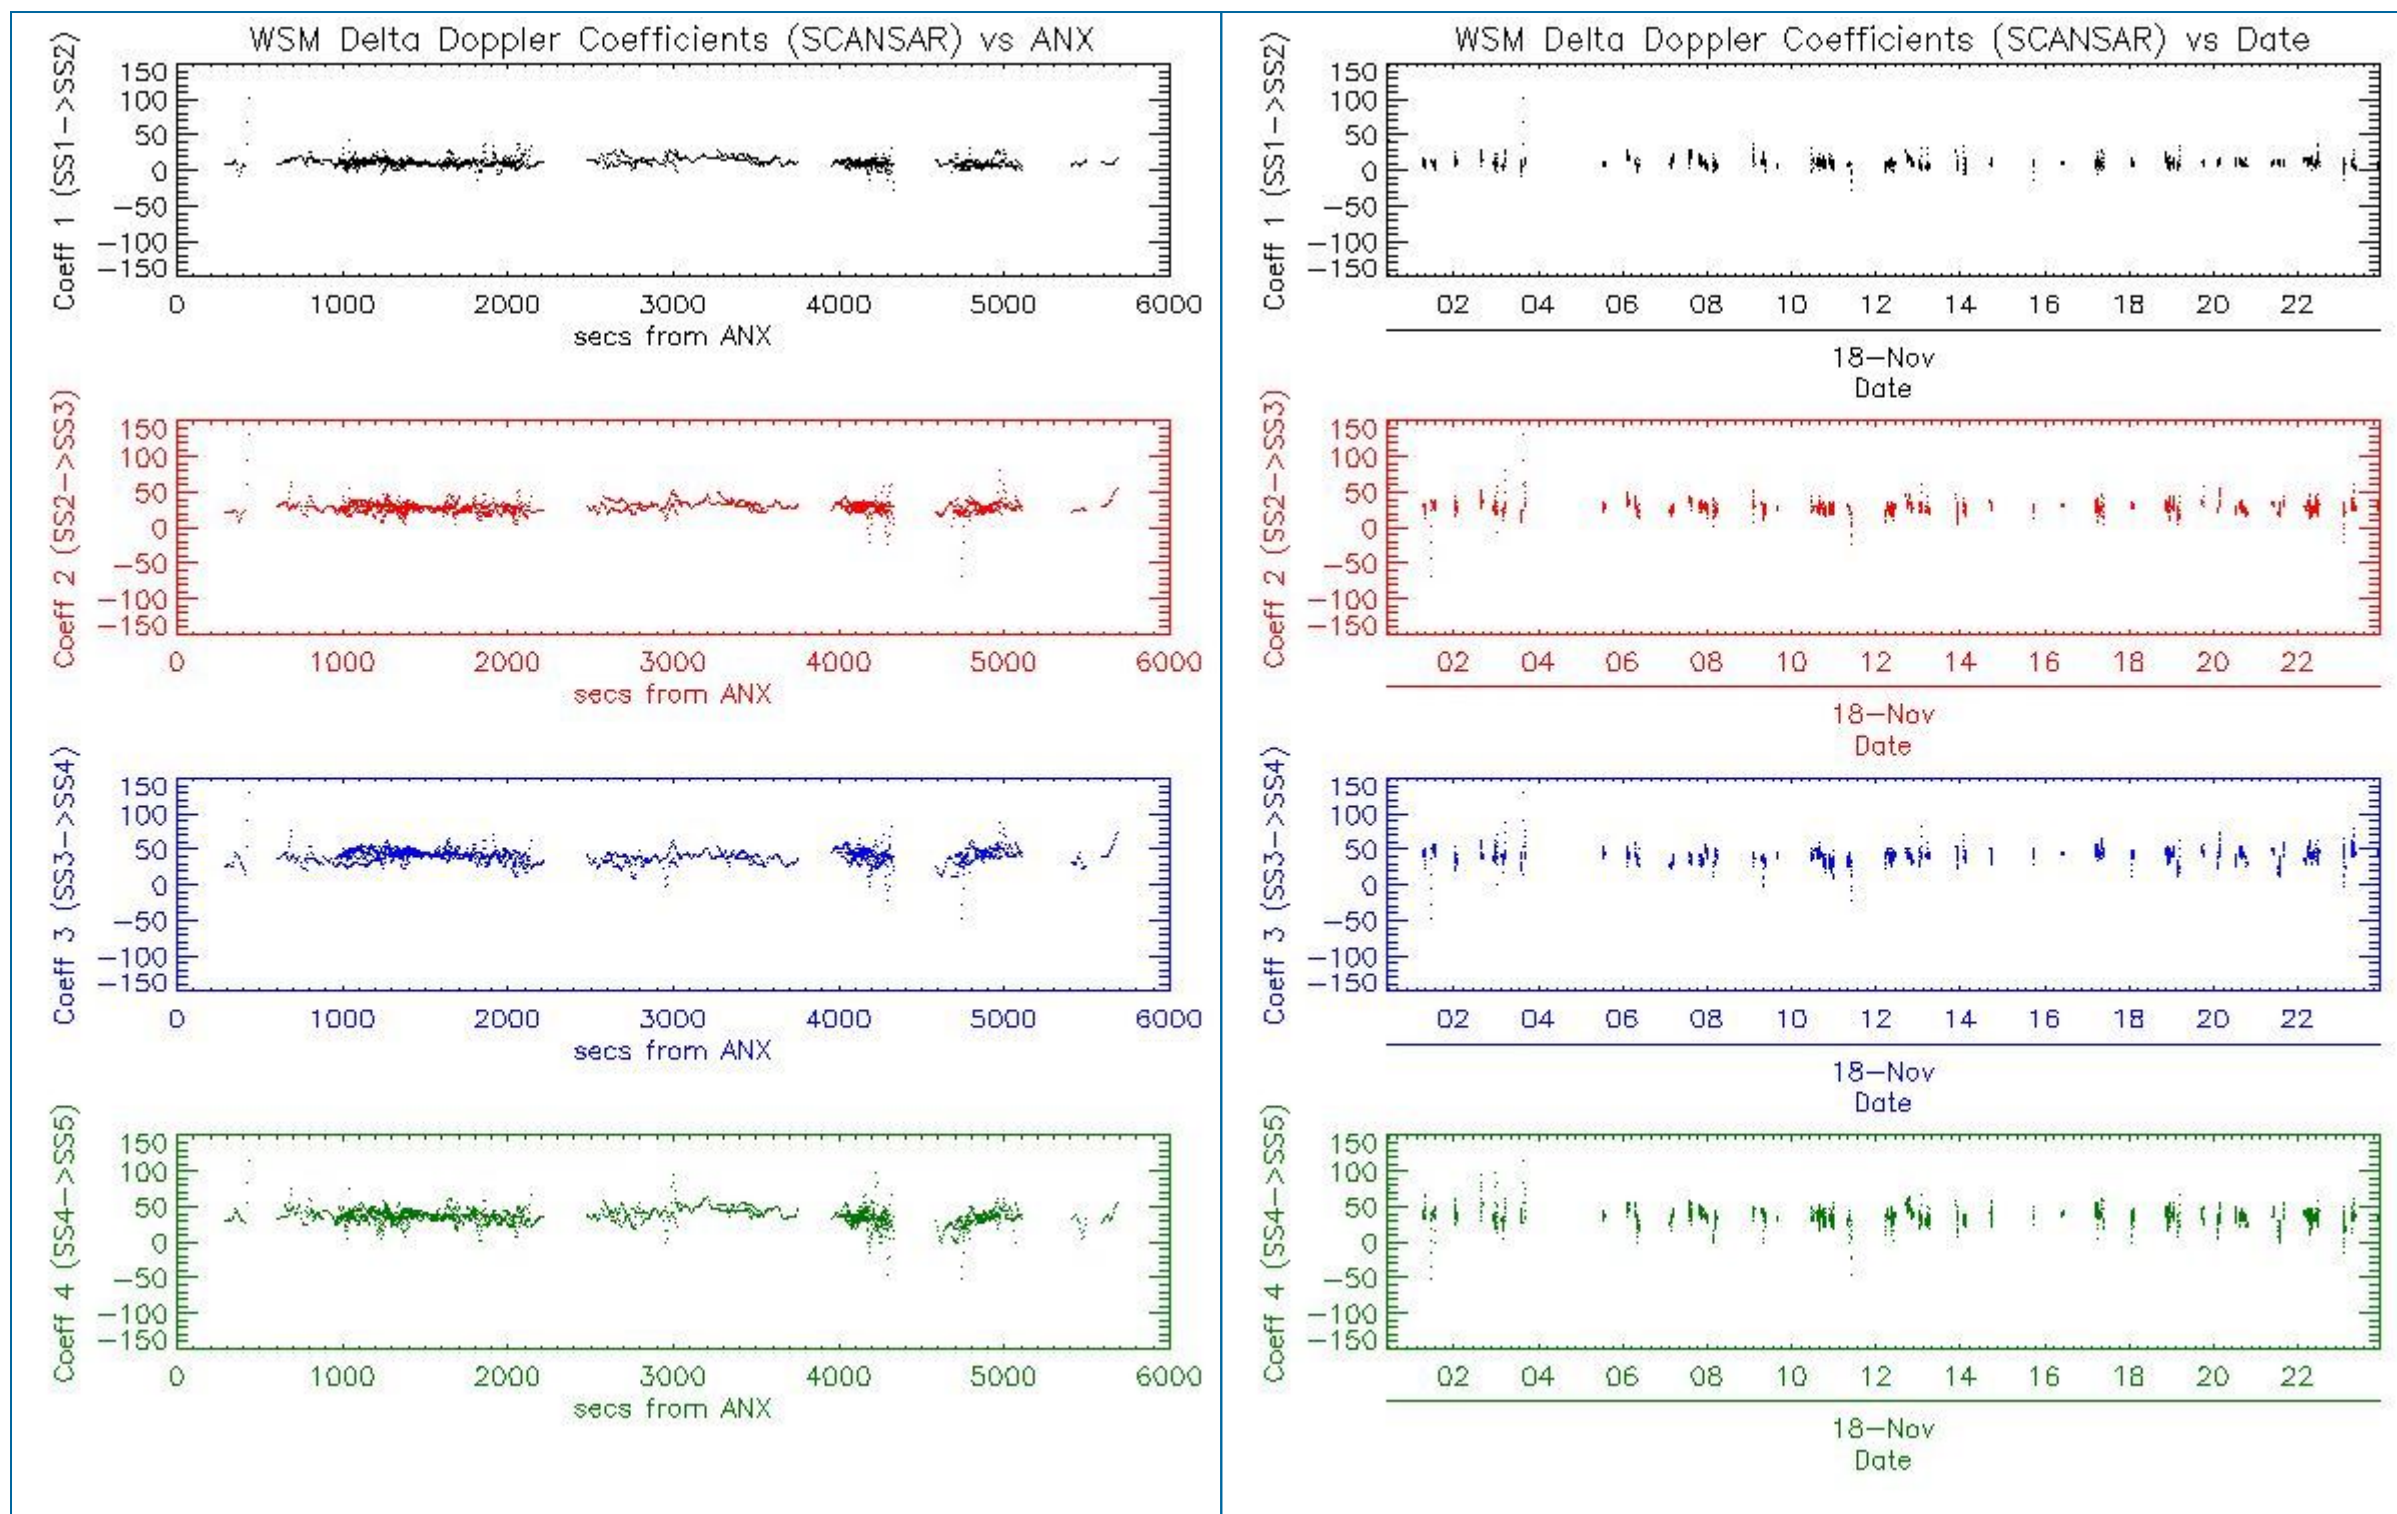 WSM Delta Doppler Coefficients (SCANSAR) vs ANX
Coeff 1 (SS1->SS2)
150
100
50
0
-50
-100
-150
0 1000 2000 3000 4000 5000 6000
secs from ANX
Coeff 2 (SS2->SS3)
150
100
50
0
-50
-100
-150
0 1000 2000 3000 4000 5000 6000
secs from ANX
Coeff 3 (SS3->SS4)
150
100
50
0
-50
-100
-150
0 1000 2000 3000 4000 5000 6000
secs from ANX
Coeff 4 (SS4->SS5)
150
100
50
0
-50
-100
-150
0 1000 2000 3000 4000 5000 6000
secs from ANX
WSM Delta Doppler Coefficients (SCANSAR) vs Date
Coeff 1 (SS1->SS2)
150
100
50
0
-50
-100
-150
02 04 06 08 10 12 14 16 18 20 22
18-Nov
Date
Coeff 2 (SS2->SS3)
150
100
50
0
-50
-100
-150
02 04 06 08 10 12 14 16 18 20 22
18-Nov
Date
Coeff 3 (SS3->SS4)
150
100
50
0
-50
-100
-150
02 04 06 08 10 12 14 16 18 20 22
18-Nov
Date
Coeff 4 (SS4->SS5)
150
100
50
0
-50
-100
-150
02 04 06 08 10 12 14 16 18 20 22
18-Nov
Date